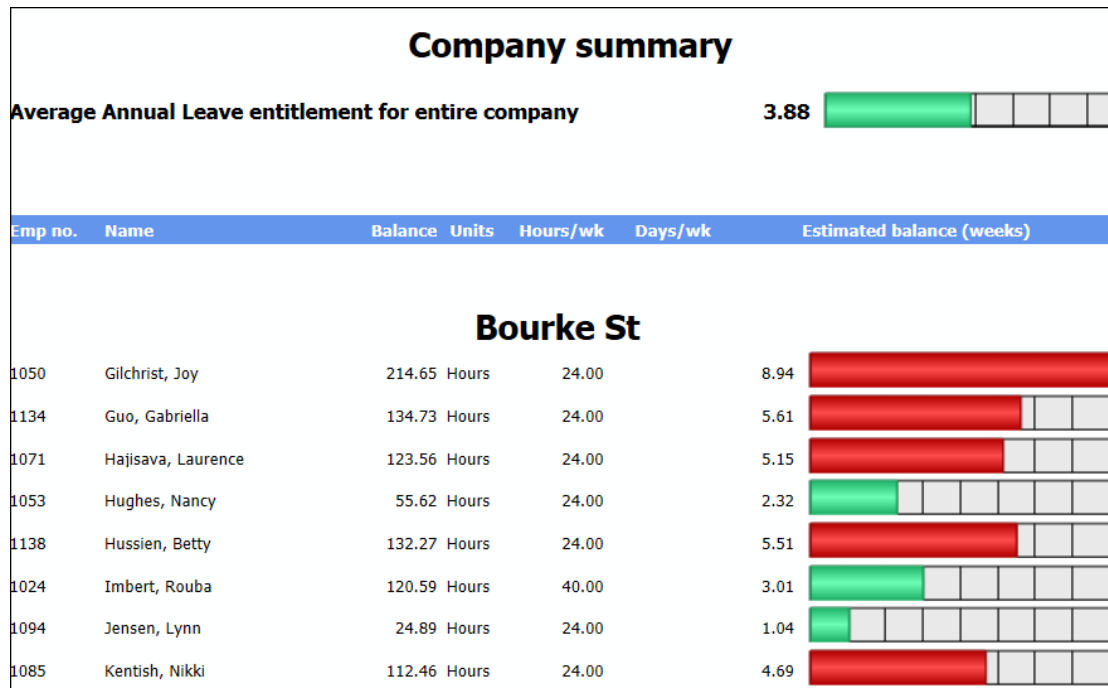 Company summary
Average Annual Leave entitlement for entire company 3.88
Emp no. Name Balance Units Hours/wk Days/wk Estimated balance (weeks)
Bourke St
1050 Gilchrist, Joy 214.65 Hours 24.00 8.94
1134 Guo, Gabriella 134.73 Hours 24.00 5.61
1071 Hajisava, Laurence 123.56 Hours 24.00 5.15
1053 Hughes, Nancy 55.62 Hours 24.00 2.32
1138 Hussien, Betty 132.27 Hours 24.00 5.51
1024 Imbert, Rouba 120.59 Hours 40.00 3.01
1094 Jensen, Lynn 24.89 Hours 24.00 1.04
1085 Kentish, Nikki 112.46 Hours 24.00 4.69